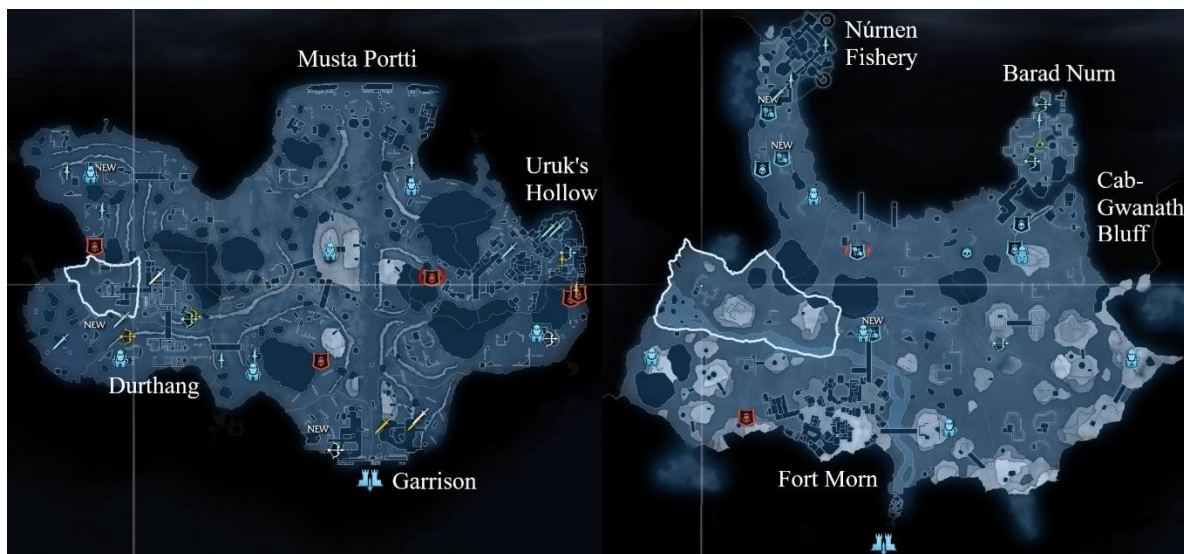 Musta Portti
Uruk's
Hollow
NEW
NEW
Durthang
NEW
Garrison
Núrnen
Fishery
Barad Nurn
NEW
NEW
Cab-
Gwanath
Bluff
NEW
Fort Morn